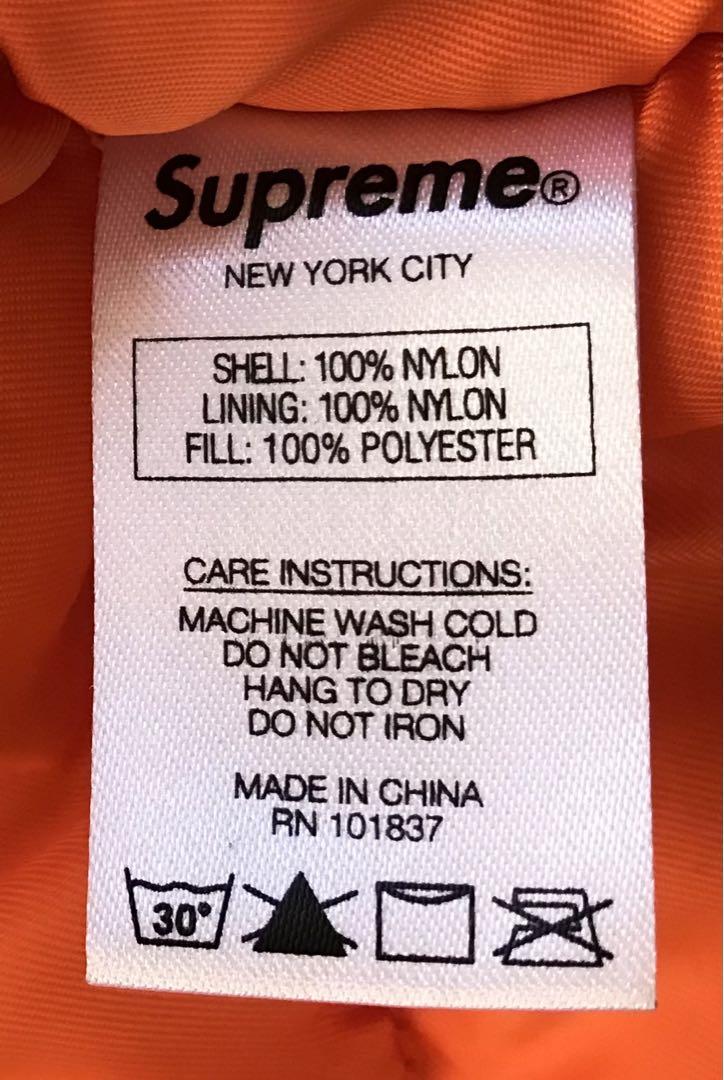 Supreme®
NEW YORK CITY
SHELL: 100% NYLON
LINING: 100% NYLON
FILL: 100% POLYESTER
CARE INSTRUCTIONS:
MACHINE WASH COLD
DO NOT BLEACH
HANG TO DRY
DO NOT IRON
MADE IN CHINA
RN 101837
30°